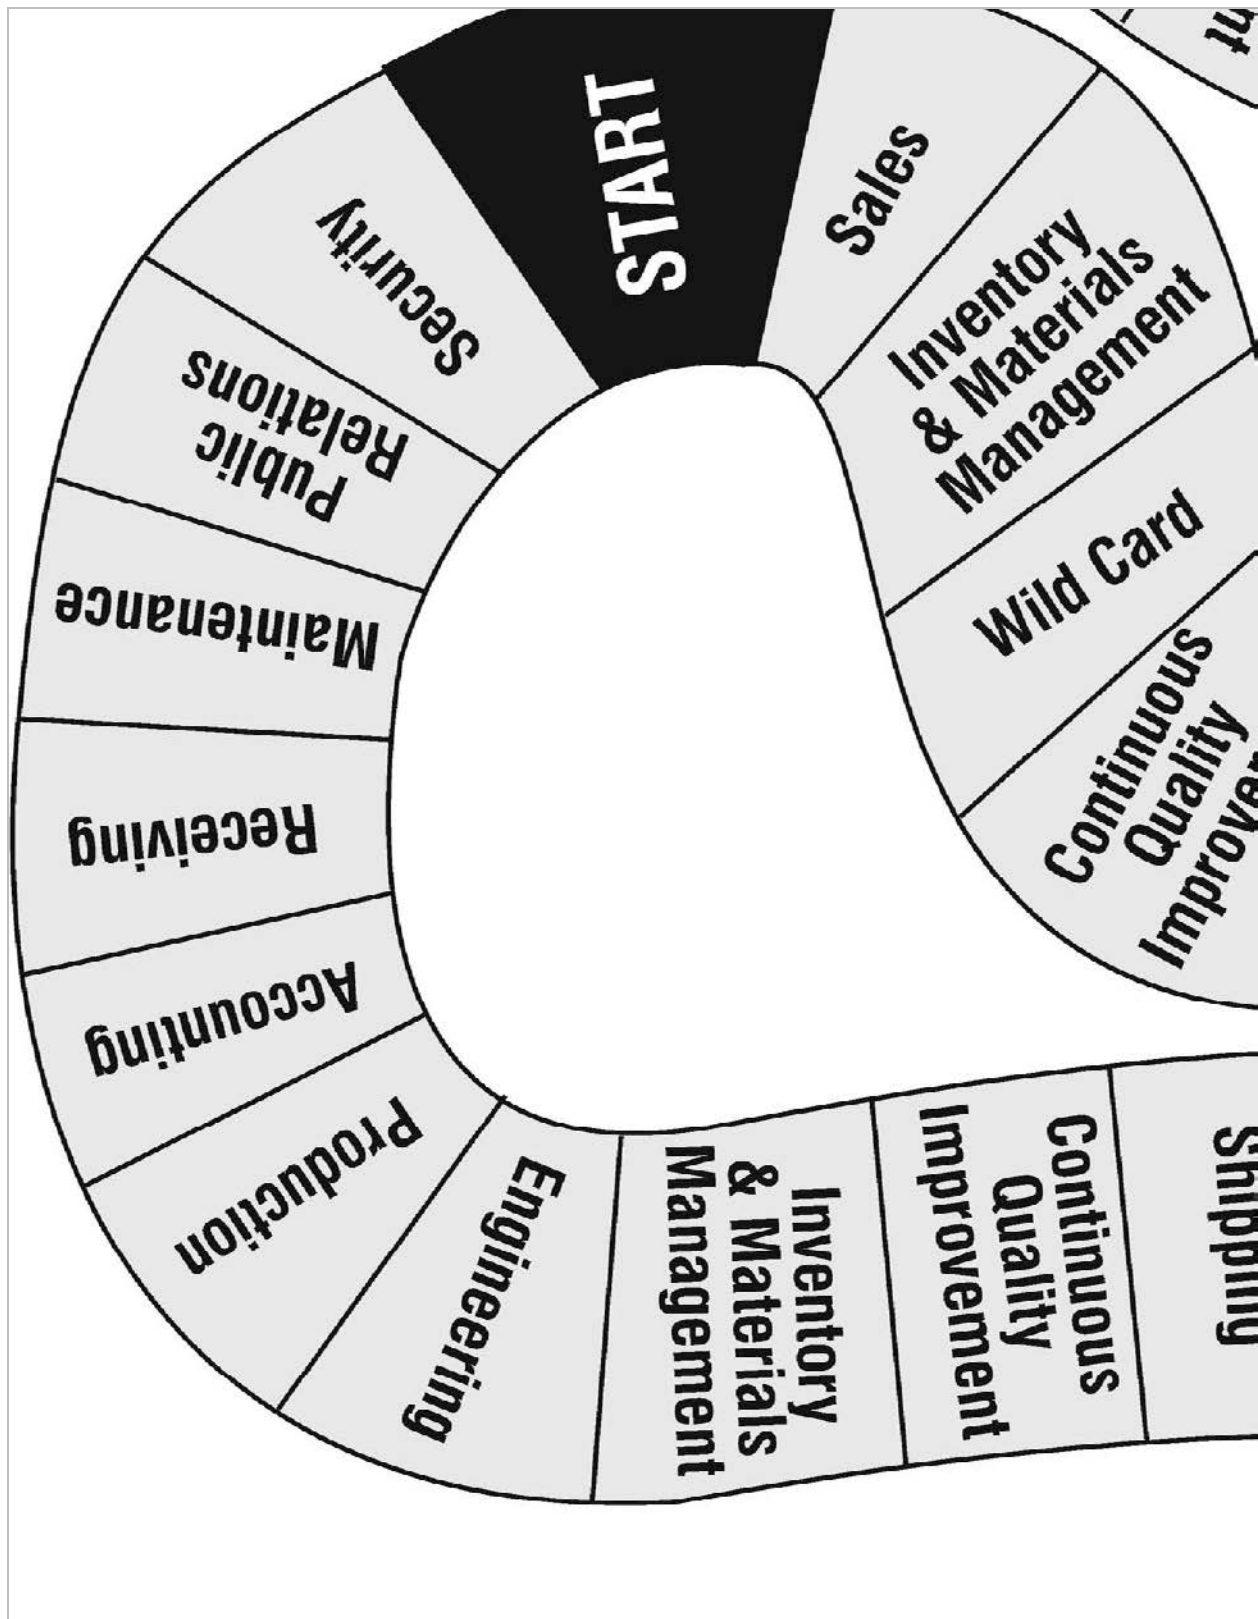 START
Sales
Inventory
& Materials
Management
Wild Card
Continuous
Quality
Security
Public
Relations
Maintenance
Receiving
Accounting
Production
Engineering
Inventory
& Materials
Management
Continuous
Quality
Improvement
Shipping